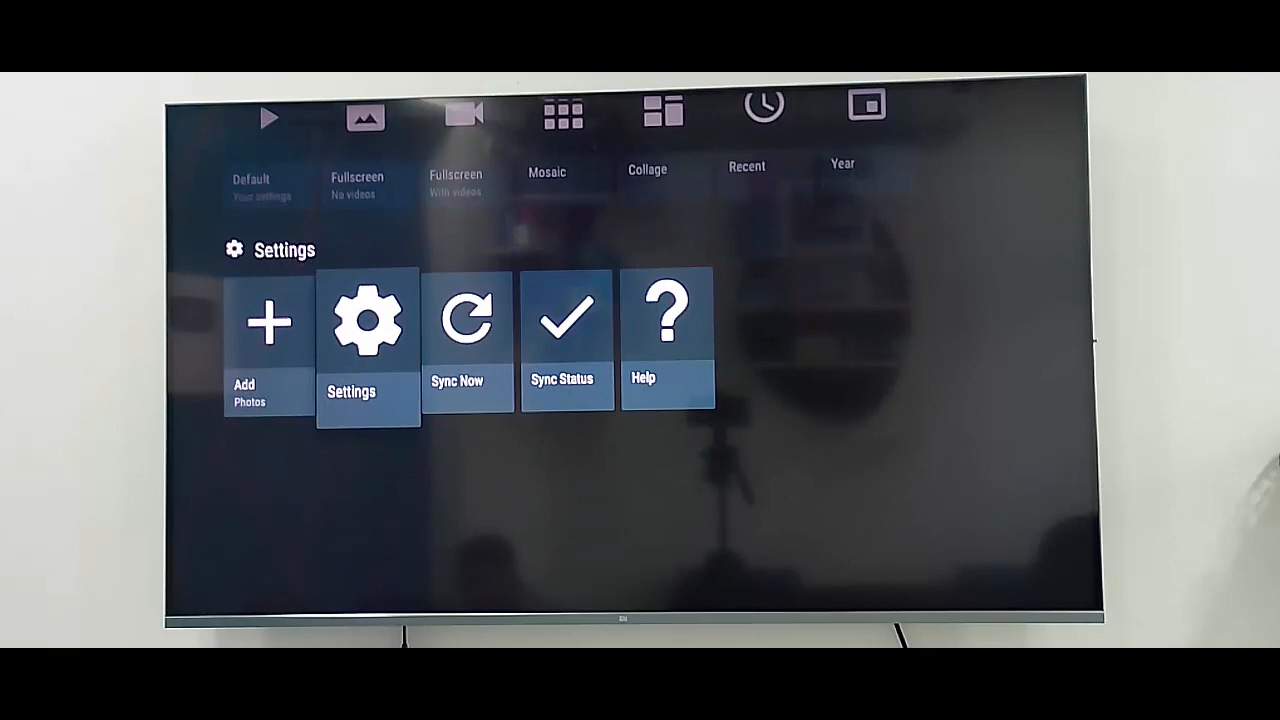 Default
Your settings
Fullscreen
No videos
Fullscreen
With videos
Mosaic
Collage
Recent
Year
Settings
Add
Photos
Settings
Sync Now
Sync Status
Help
mi